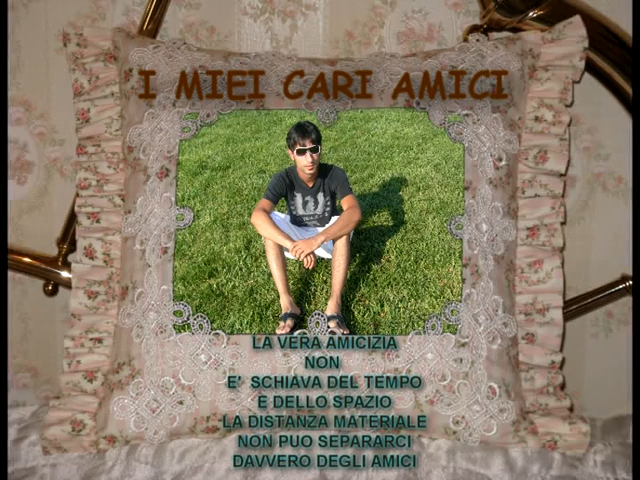 I MIEI CARI AMICI
LA VERA AMICIZIA
NON
E' SCHIAVA DEL TEMPO
E DELLO SPAZIO
LA DISTANZA MATERIALE
NON PUO SEPARARCI
DAVVERO DEGLI AMICI